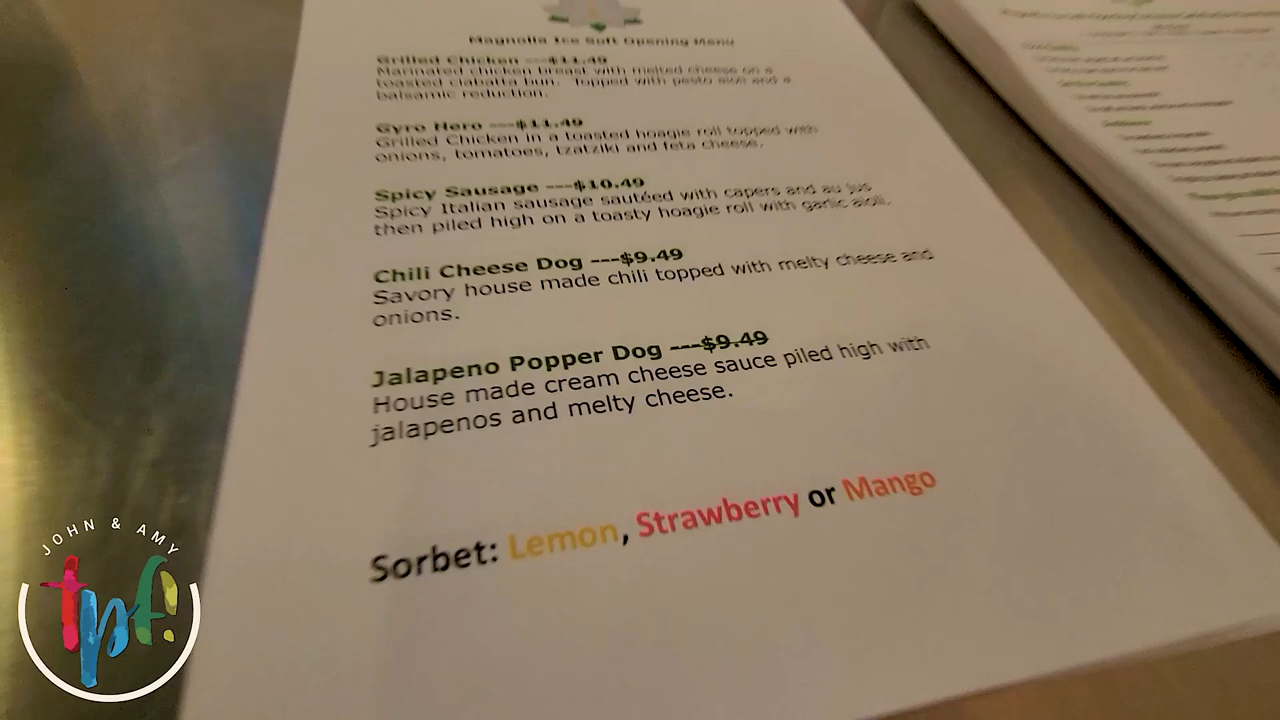 Magnolia Ice Soft Opening Menu
Grilled Chicken ---$11.49
Marinated chicken breast with melted cheese on a
toasted ciabatta bun. Topped with pesto aioli and a
balsamic reduction.
Gyro Hero ---$11.49
Grilled Chicken in a toasted hoagie roll topped with
onions, tomatoes, tzatziki and feta cheese.
Spicy Sausage ---$10.49
Spicy Italian sausage sautéed with capers and au jus
then piled high on a toasty hoagie roll with garlic aioli.
Chili Cheese Dog ---$9.49
Savory house made chili topped with melty cheese and
onions.
Jalapeno Popper Dog ---$9.49
House made cream cheese sauce piled high with
jalapenos and melty cheese.
Sorbet: Lemon, Strawberry or Mango
JOHN & AMY
tpf!